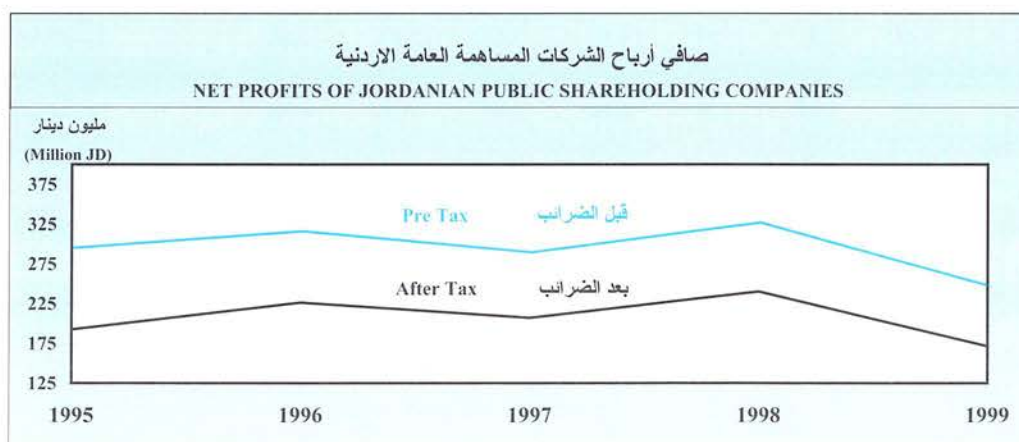 صافي أرباح الشركات المساهمة العامة الاردنية
NET PROFITS OF JORDANIAN PUBLIC SHAREHOLDING COMPANIES
مليون دينار
(Million JD)
375
325
275
225
175
125
Pre Tax قبل الضرائب
After Tax بعد الضرائب
1995 1996 1997 1998 1999